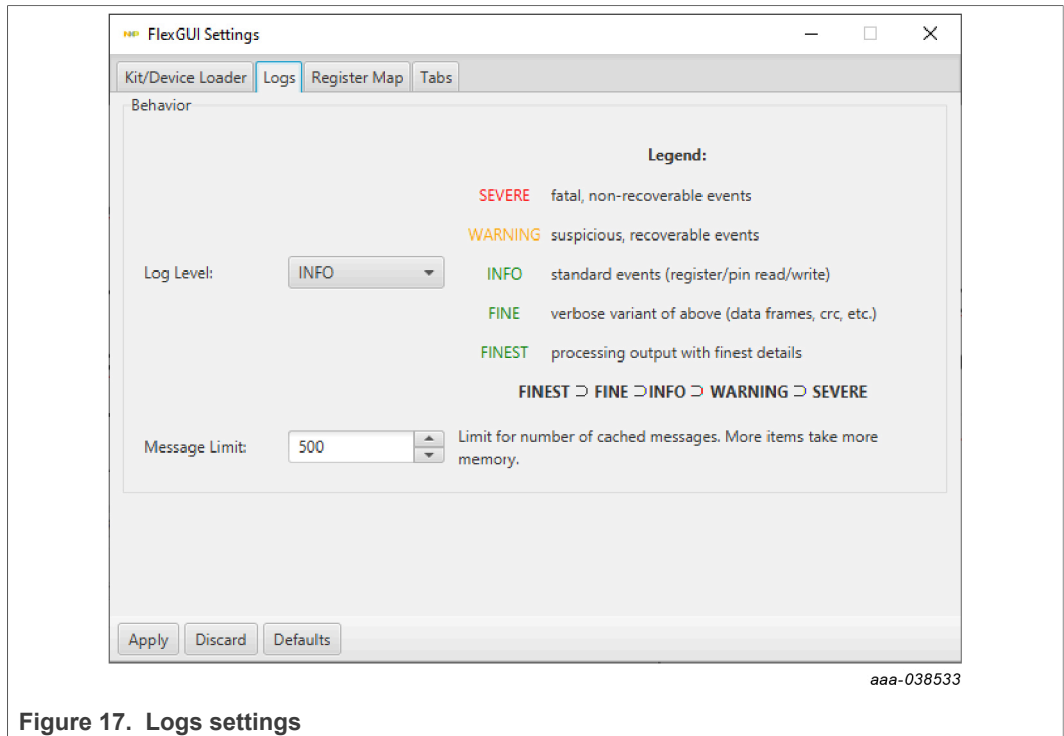 NXP FlexGUI Settings
Kit/Device Loader Logs Register Map Tabs
Behavior
Legend:
SEVERE fatal, non-recoverable events
WARNING suspicious, recoverable events
Log Level: INFO INFO standard events (register/pin read/write)
FINE verbose variant of above (data frames, crc, etc.)
FINEST processing output with finest details
FINEST ⊃ FINE ⊃INFO ⊃ WARNING ⊃ SEVERE
Message Limit: 500 Limit for number of cached messages. More items take more
memory.
Apply Discard Defaults
aaa-038533
Figure 17. Logs settings